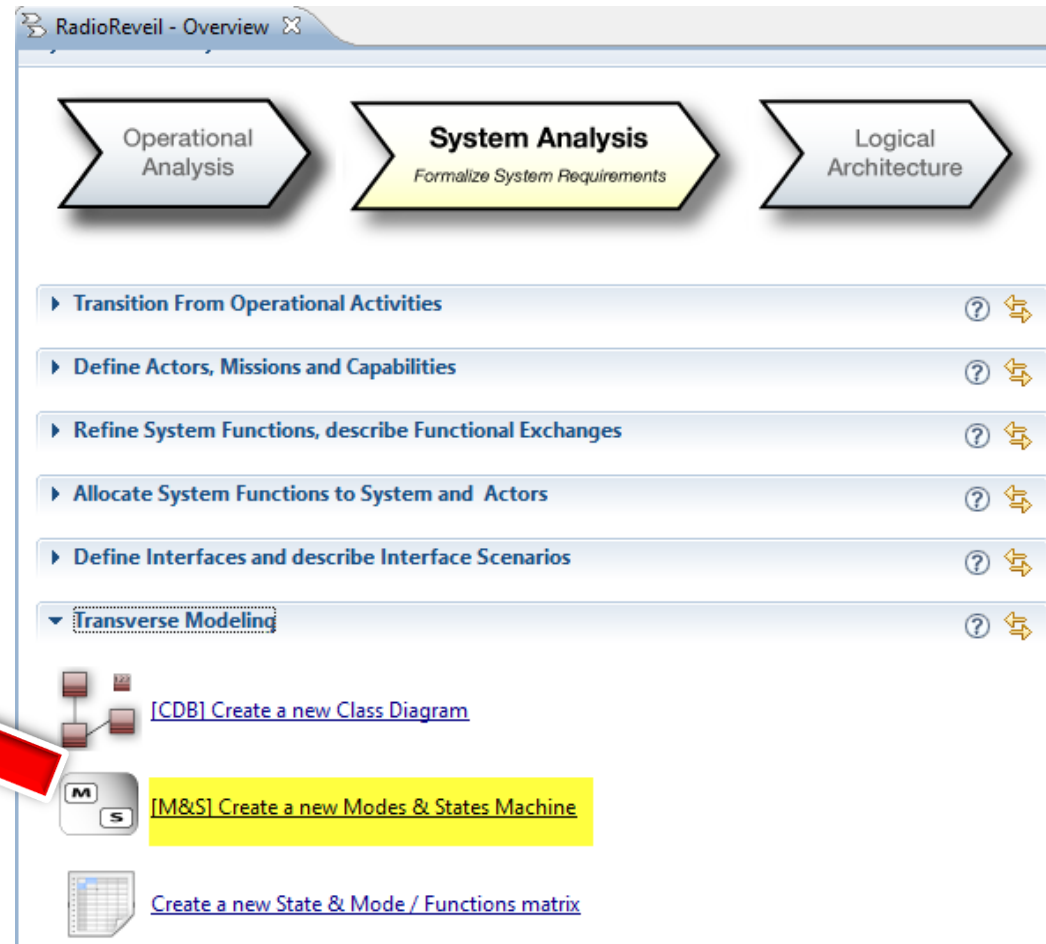 RadioReveil - Overview
Operational
Analysis
System Analysis
Formalize System Requirements
Logical
Architecture
Transition From Operational Activities
Define Actors, Missions and Capabilities
Refine System Functions, describe Functional Exchanges
Allocate System Functions to System and Actors
Define Interfaces and describe Interface Scenarios
Transverse Modeling
[CDB] Create a new Class Diagram
M
S
[M&S] Create a new Modes & States Machine
Create a new State & Mode / Functions matrix